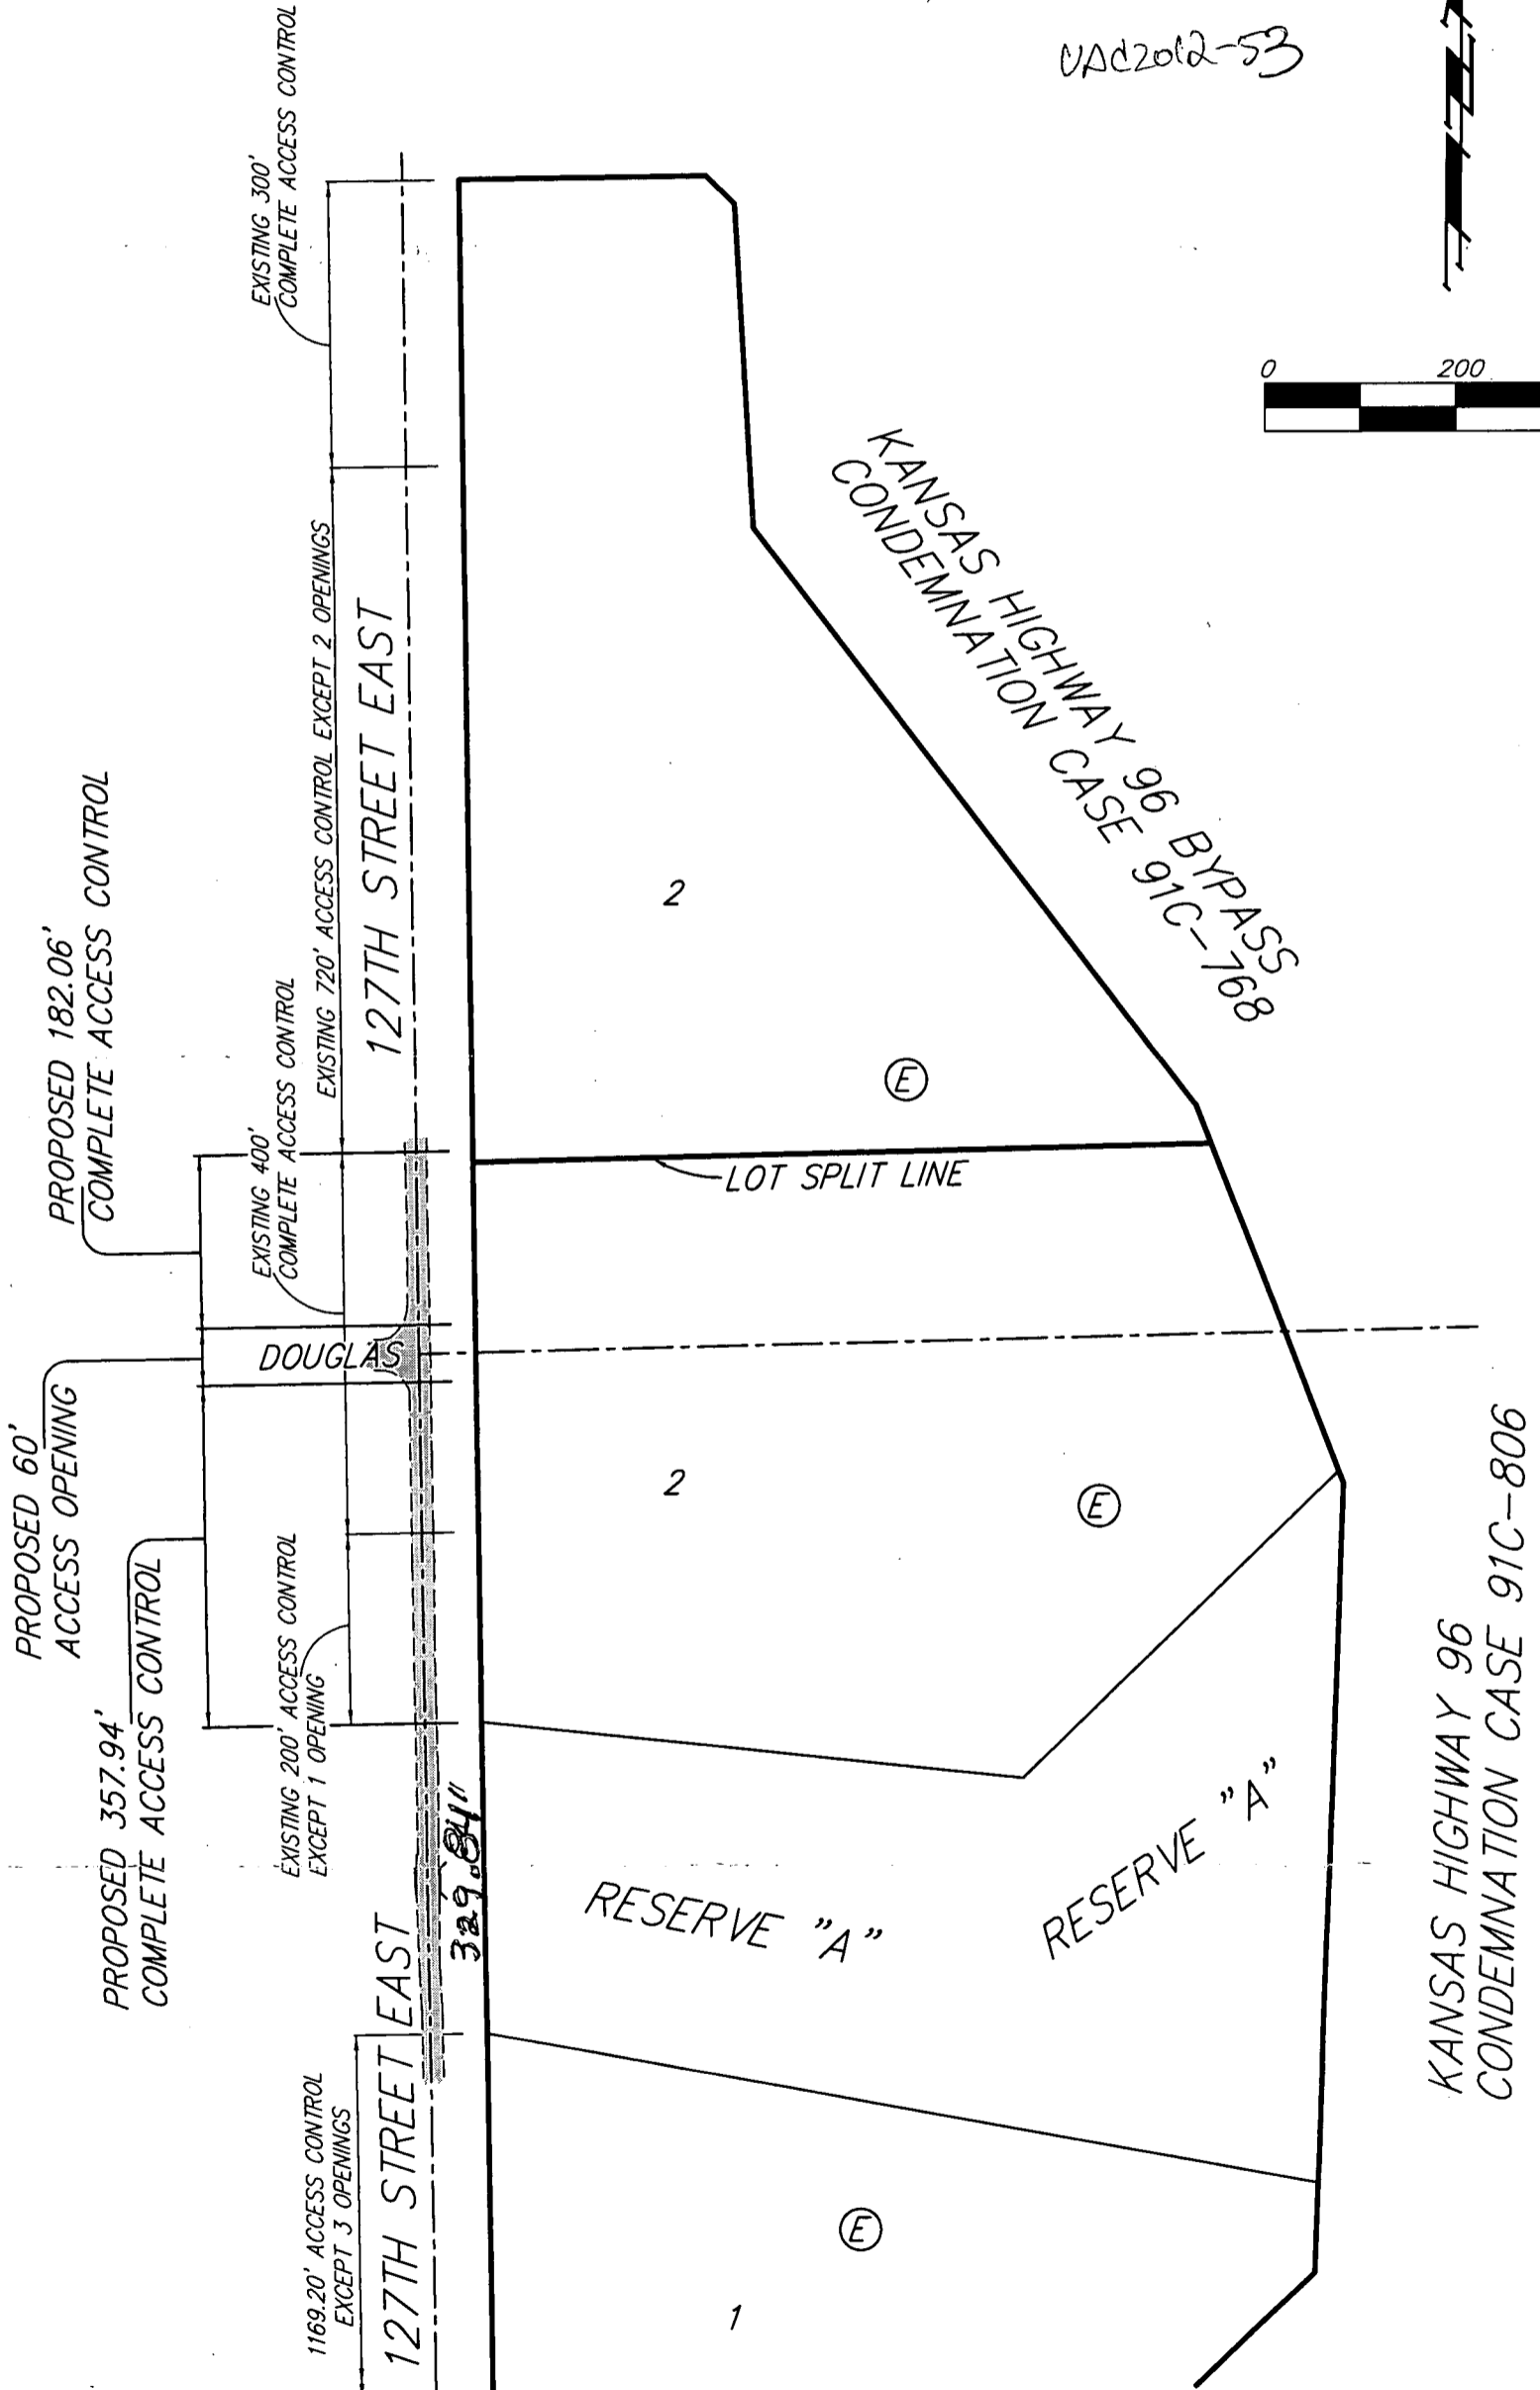 VAC2012-53
EXISTING 300'
COMPLETE ACCESS CONTROL
0 200
KANSAS HIGHWAY 96 BYPASS
CONDEMNATION CASE 91C-768
EXISTING 720' ACCESS CONTROL EXCEPT 2 OPENINGS
127TH STREET EAST
2
PROPOSED 182.06'
COMPLETE ACCESS CONTROL
EXISTING 400'
COMPLETE ACCESS CONTROL
E
LOT SPLIT LINE
DOUGLAS
PROPOSED 60'
ACCESS OPENING
2
E
PROPOSED 357.94'
COMPLETE ACCESS CONTROL
EXISTING 200' ACCESS CONTROL
EXCEPT 1 OPENING
329.84"
RESERVE "A"
RESERVE "A"
KANSAS HIGHWAY 96
CONDEMNATION CASE 91C-806
1169.20' ACCESS CONTROL
EXCEPT 3 OPENINGS
127TH STREET EAST
E
1